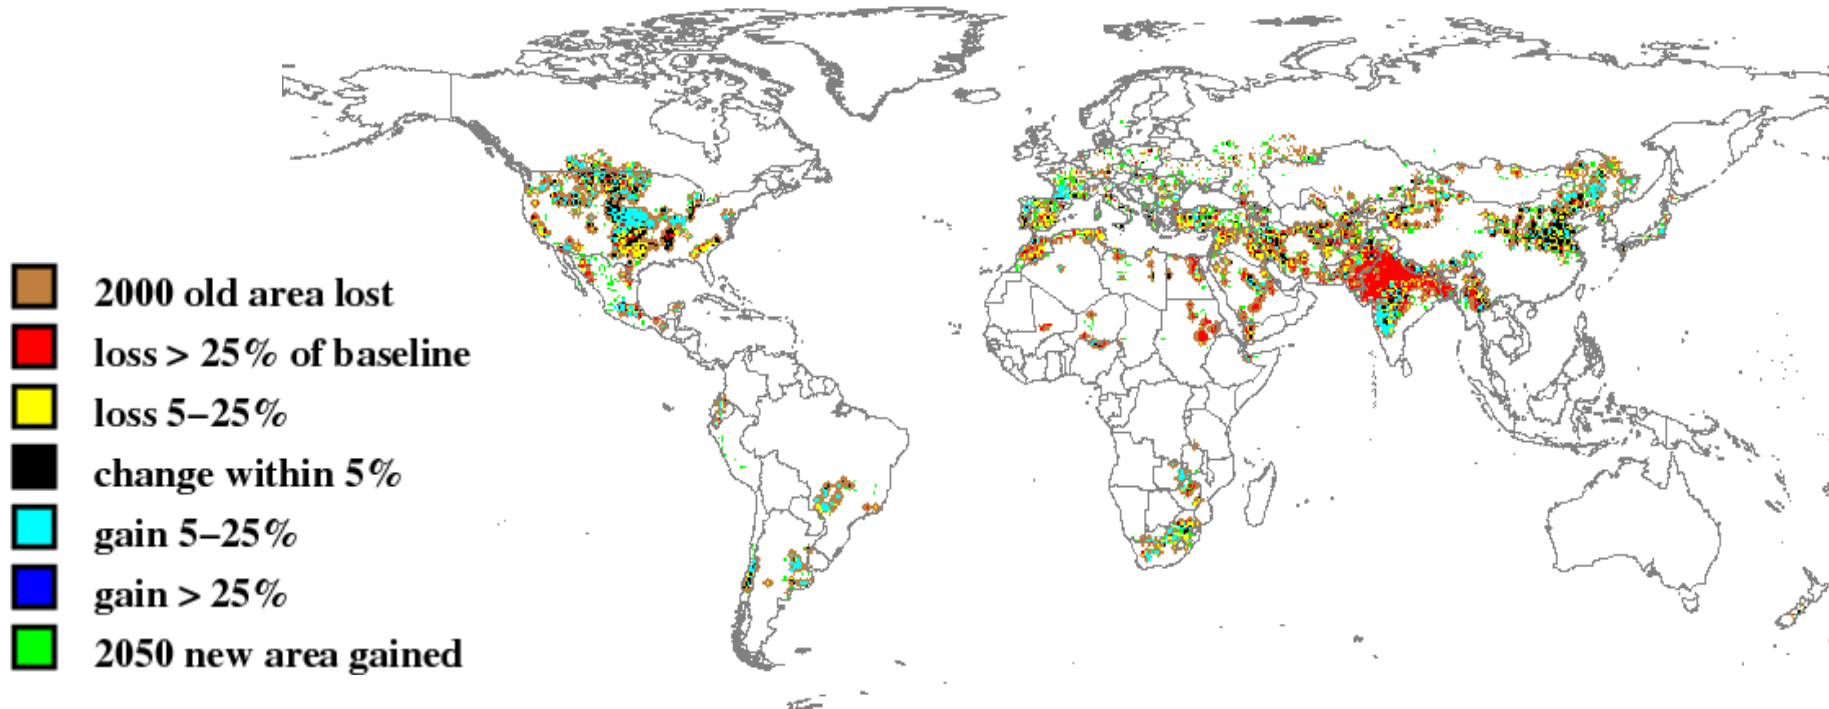 2000 old area lost
loss > 25% of baseline
loss 5–25%
change within 5%
gain 5–25%
gain > 25%
2050 new area gained